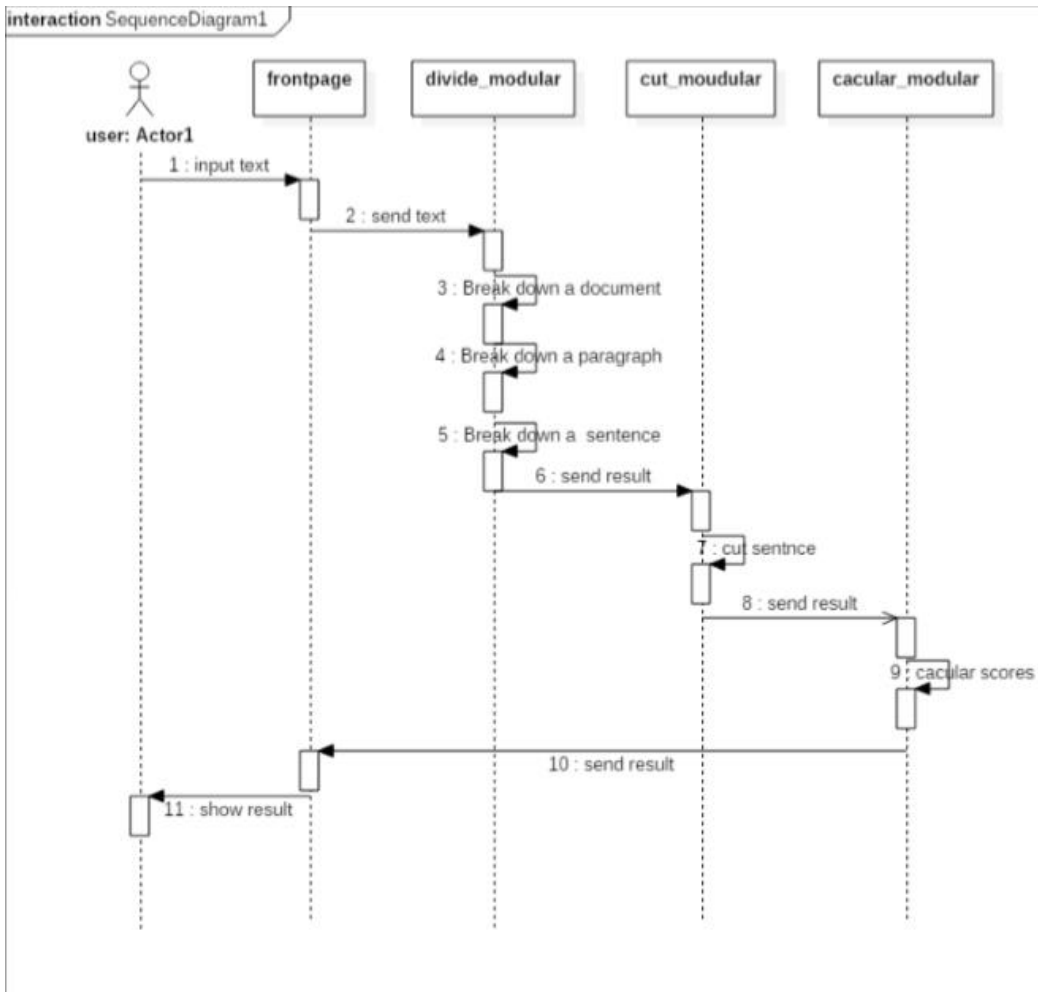 interaction SequenceDiagram1
frontpage
divide_modular
cut_moudular
cacular_modular
user: Actor1
1 : input text
2 : send text
3 : Break down a document
4 : Break down a paragraph
5 : Break down a sentence
6 : send result
7 : cut sentnce
8 : send result
9 : cacular scores
10 : send result
11 : show result